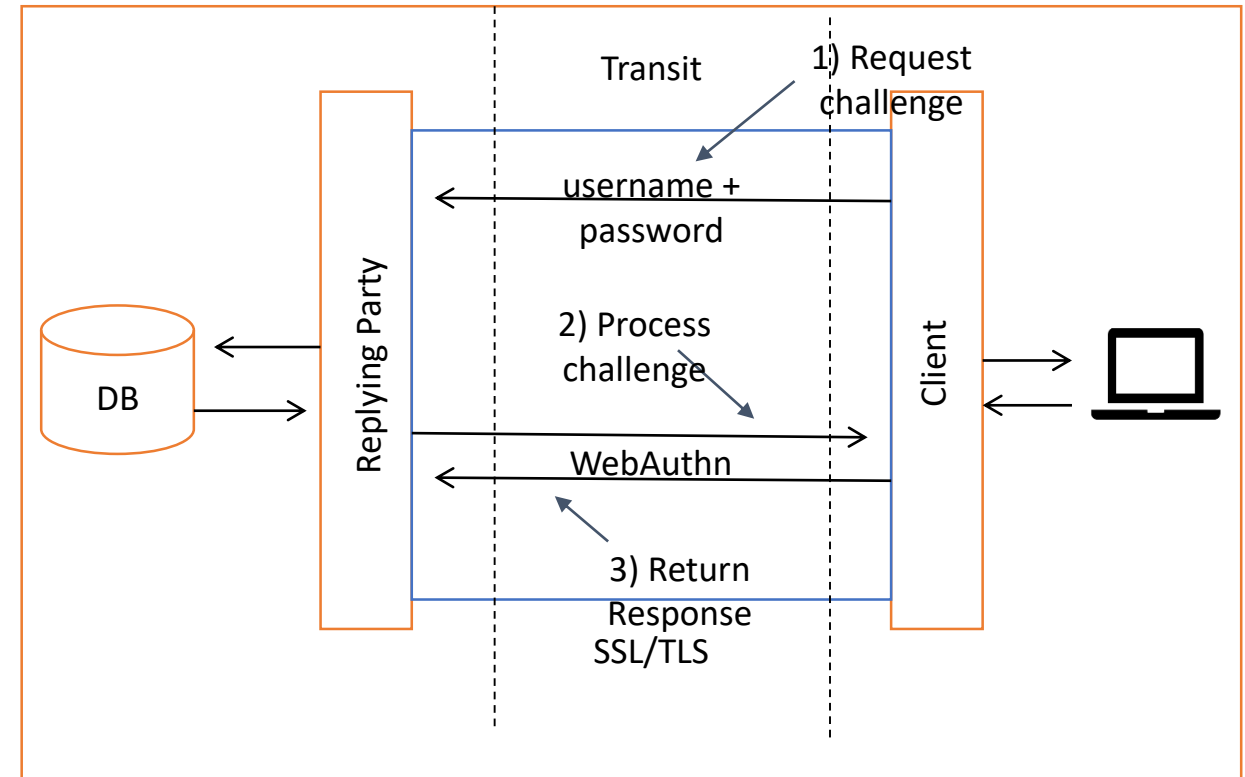 Transit
1) Request
challenge
username +
password
Replying Party
2) Process
challenge
Client
DB
WebAuthn
3) Return
Response
SSL/TLS